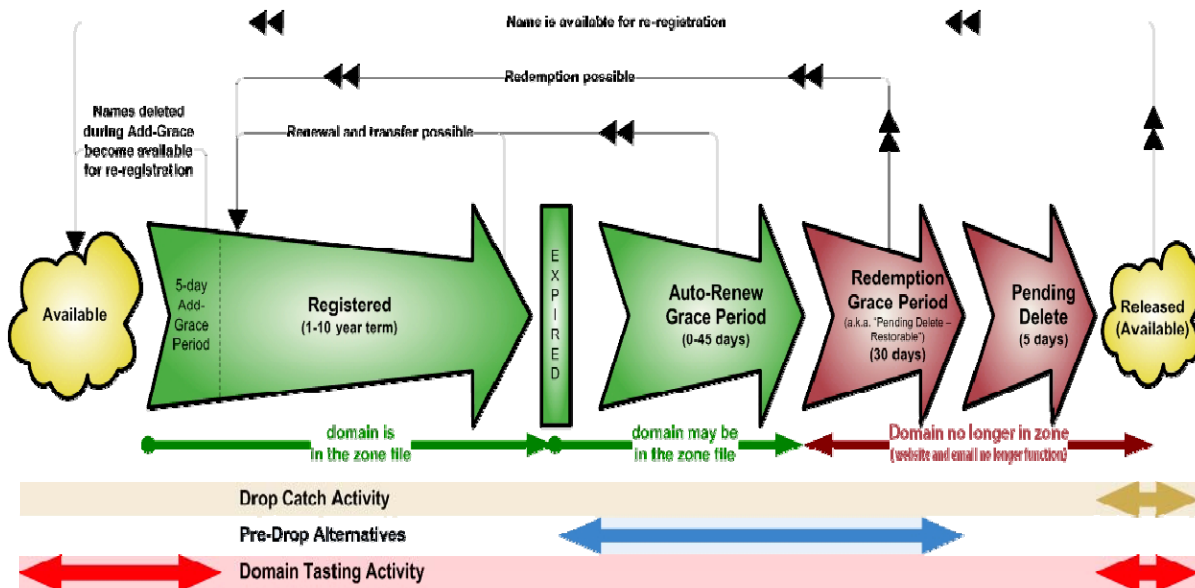 Name is available for re-registration
Redemption possible
Names deleted
during Add-Grace
become available
for re-registration
Renewal and transfer possible
Available
5-day
Add-
Grace
Period
Registered
(1-10 year term)
EXPIRED
Auto-Renew
Grace Period
(0-45 days)
Redemption
Grace Period
(a.k.a. "Pending Delete –
Restorable")
(30 days)
Pending
Delete
(5 days)
Released
(Available)
domain is
in the zone file
domain may be
in the zone file
Domain no longer in zone
(website and email no longer function)
Drop Catch Activity
Pre-Drop Alternatives
Domain Tasting Activity